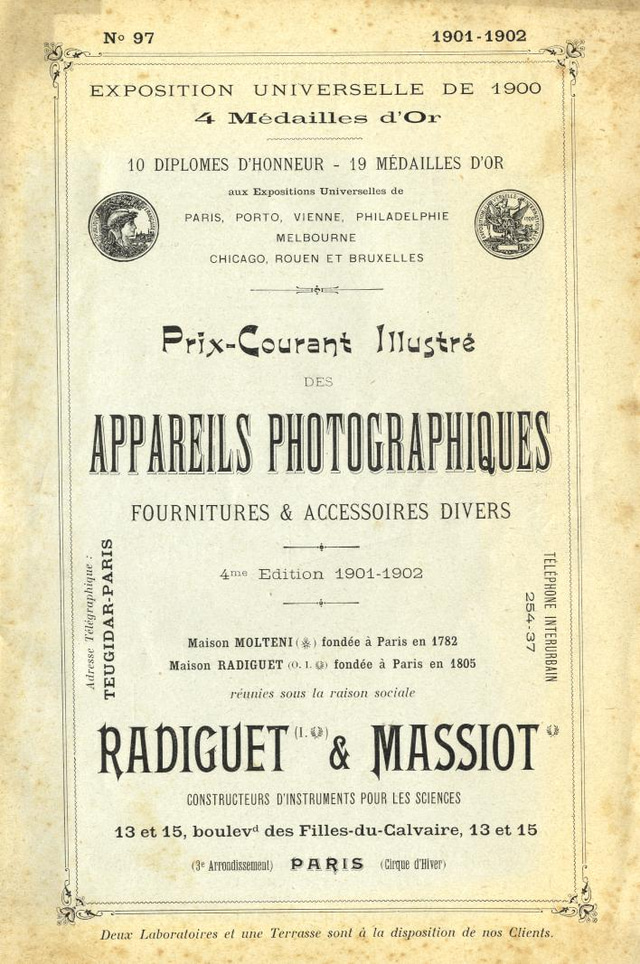 No 97
1901-1902
EXPOSITION UNIVERSELLE DE 1900
4 Médailles d'Or
10 DIPLOMES D'HONNEUR - 19 MÉDAILLES D'OR
aux Expositions Universelles de
PARIS, PORTO, VIENNE, PHILADELPHIE
MELBOURNE
CHICAGO, ROUEN ET BRUXELLES
Prix-Courant Illustré
DES
APPAREILS PHOTOGRAPHIQUES
FOURNITURES & ACCESSOIRES DIVERS
4me Edition 1901-1902
Adresse Télégraphique :
TEUGIDAR-PARIS
TÉLÉPHONE INTERURBAIN
254-37
Maison MOLTENI () fondée à Paris en 1782
Maison RADIGUET (O. I. ) fondée à Paris en 1805
réunies sous la raison sociale
RADIGUET (I. ) & MASSIOT
CONSTRUCTEURS D'INSTRUMENTS POUR LES SCIENCES
13 et 15, boulevd des Filles-du-Calvaire, 13 et 15
(3e Arrondissement) PARIS (Cirque d'Hiver)
Deux Laboratoires et une Terrasse sont à la disposition de nos Clients.